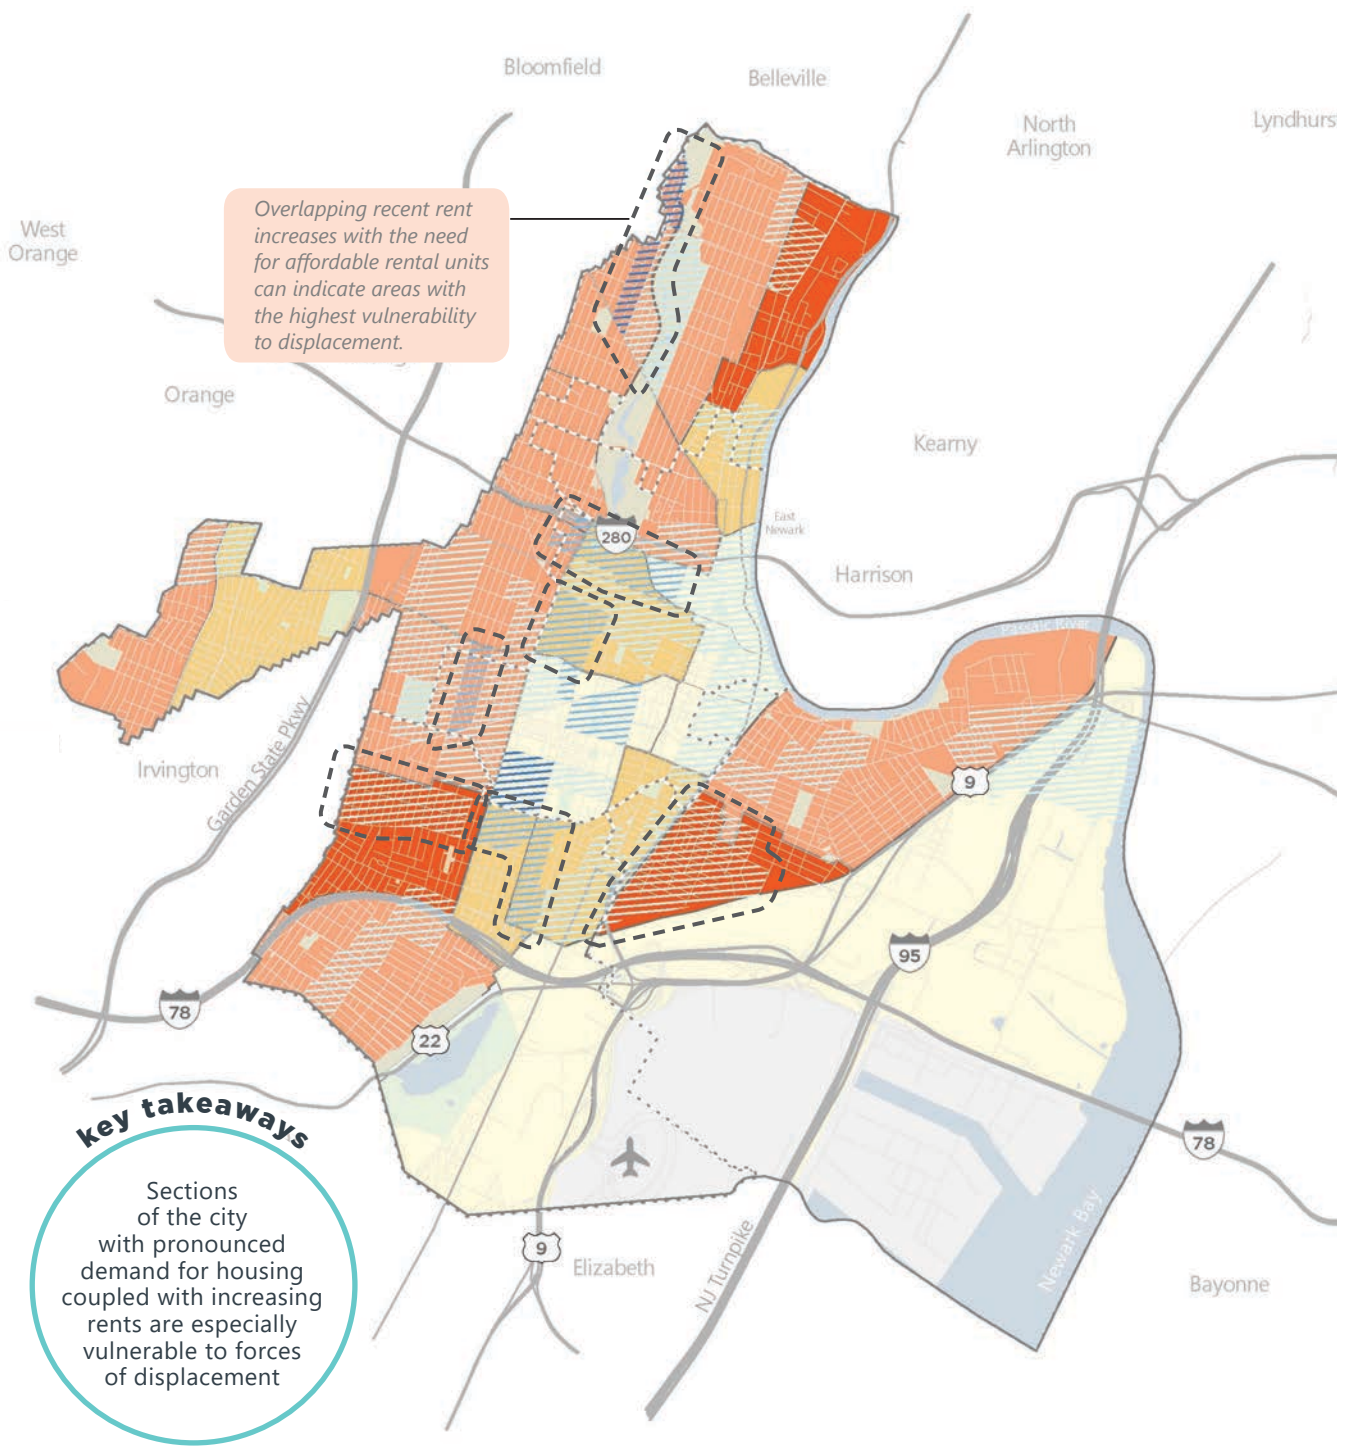 Bloomfield
Belleville
North
Arlington
Lyndhurs
West
Orange
Overlapping recent rent
increases with the need
for affordable rental units
can indicate areas with
the highest vulnerability
to displacement.
Orange
Kearny
East
Newark
280
Harrison
Passaic River
Irvington
Garden State Pkwy
9
95
78
22
key takeaways
Sections
of the city
with pronounced
demand for housing
coupled with increasing
rents are especially
vulnerable to forces
of displacement
78
Newark Bay
9
Elizabeth
NJ Turnpike
Bayonne